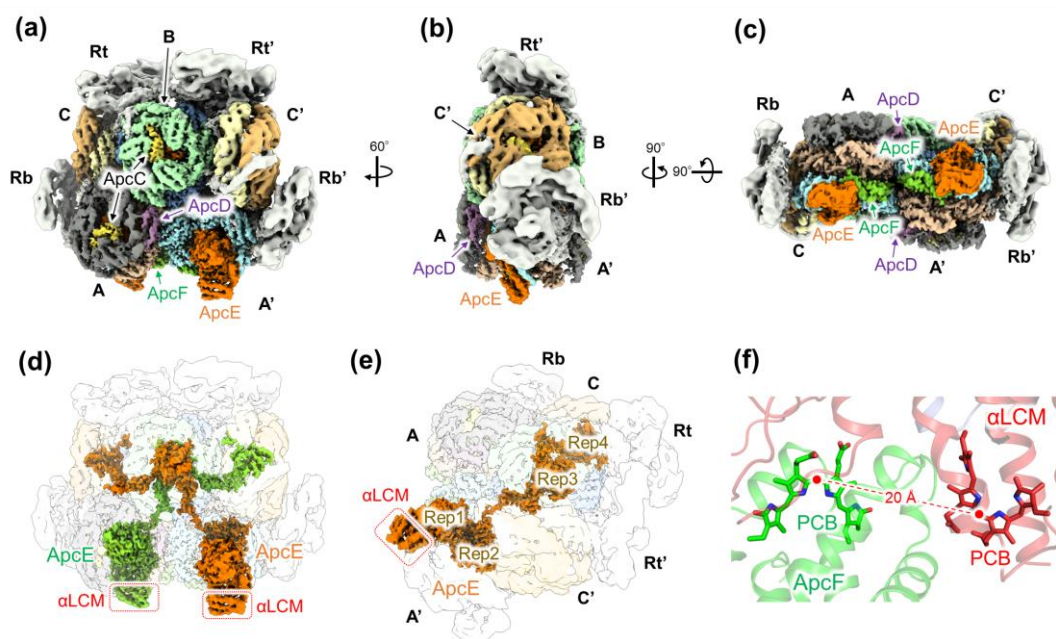 (a)
Rt
B
Rt'
C
C'
Rb
Rb'
ApcC
ApcD
A
ApcF
ApcE
A'
60°
(b)
Rt'
C'
B
Rb'
A
ApcD
A'
ApcE
90°
90°
(c)
A
Rb
ApcD
C'
ApcE
ApcF
ApcE
ApcF
C
ApcD
A'
Rb'
(d)
ApcE
ApcE
αLCM
αLCM
(e)
Rb
C
A
Rt
Rep4
αLCM
Rep3
Rep1
Rep2
ApcE
Rt'
A'
C'
(f)
αLCM
20 Å
PCB
PCB
ApcF